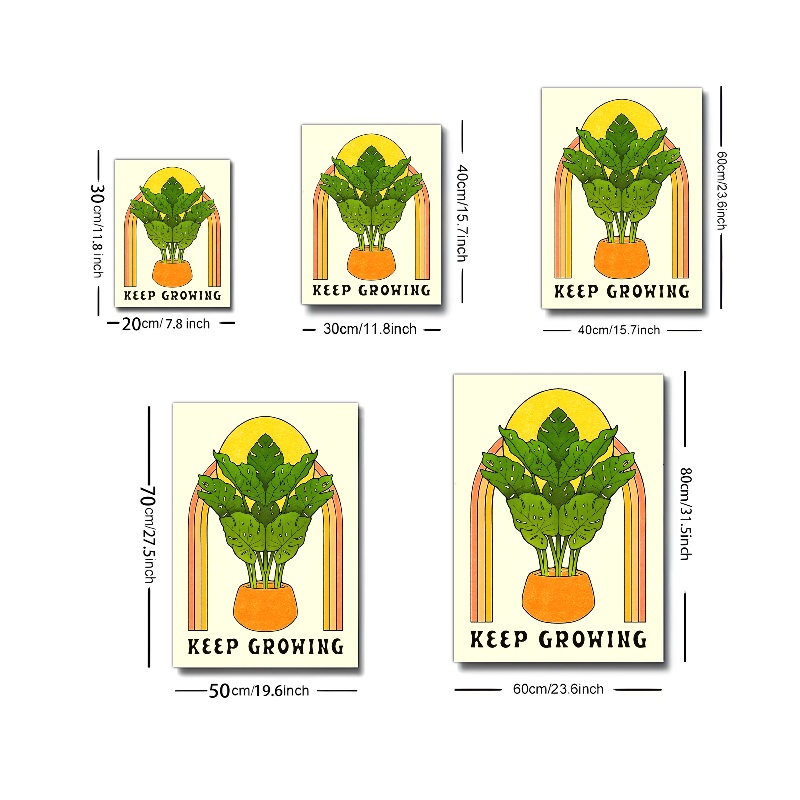 30cm/11.8 inch
KEEP GROWING
20cm/7.8 inch
40cm/15.7inch
KEEP GROWING
30cm/11.8inch
60cm/23.6inch
KEEP GROWING
40cm/15.7inch
70cm/27.5inch
KEEP GROWING
50cm/19.6inch
80cm/31.5inch
KEEP GROWING
60cm/23.6inch